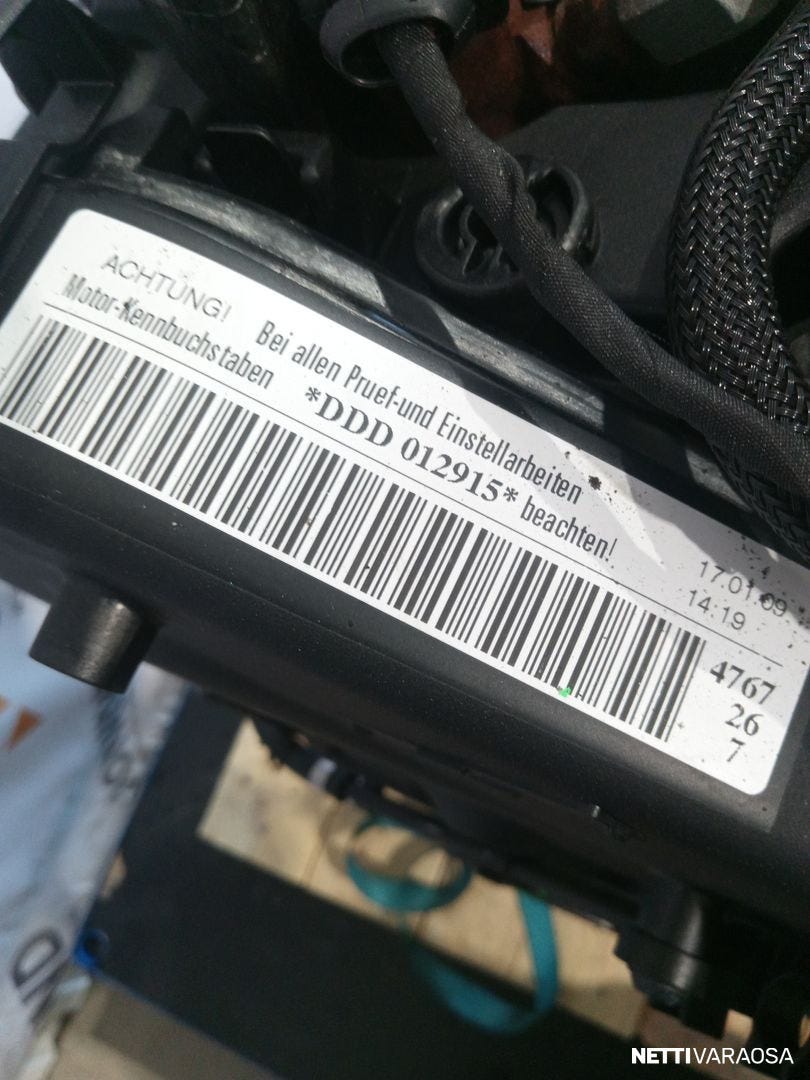 ACHTUNG! Bei allen Pruef-und Einstellarbeiten
Motor-Kennbuchstaben *DDD 012915* beachten!
17.01.09
14:19
4767
26
7
NETTIVARAOSA